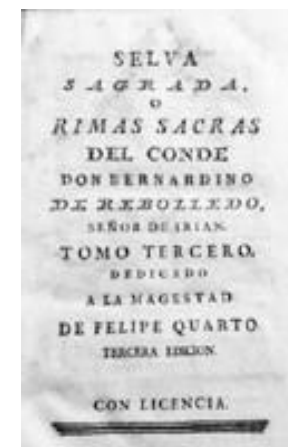 SELVA
SAGRADA,
O
RIMAS SACRAS
DEL CONDE
DON BERNARDINO
DE REBOLLEDO,
SEÑOR DE IRIAN.
TOMO TERCERO,
DEDICADO
A LA MAGESTAD
DE FELIPE QUARTO
TERCERA EDICION.
CON LICENCIA.